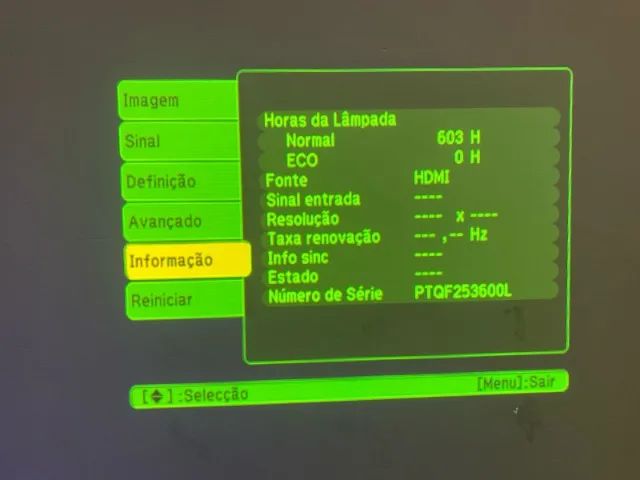 Imagem
Sinal
Definição
Avançado
Informação
Reiniciar
Horas da Lâmpada
Normal 603 H
ECO 0 H
Fonte HDMI
Sinal entrada ----
Resolução ---- x ----
Taxa renovação --- ,-- Hz
Info sinc ----
Estado ----
Número de Série PTQF253600L
[◆] :Selecção [Menu]:Sair